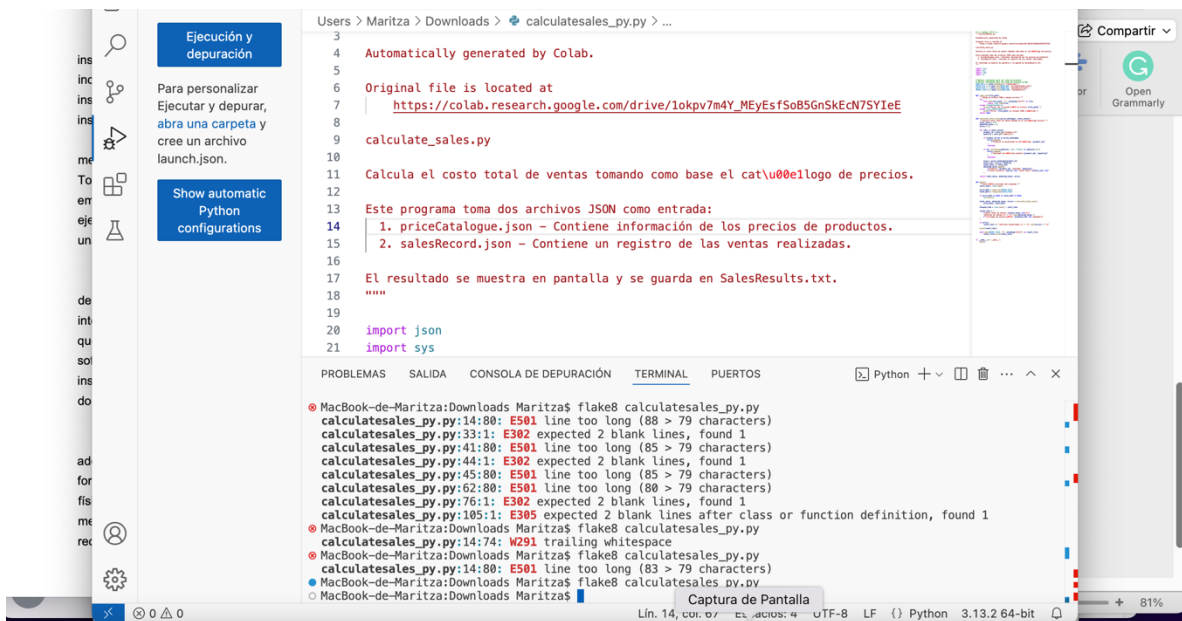 Ejecución y
depuración
Para personalizar
Ejecutar y depurar,
abra una carpeta y
cree un archivo
launch.json.
Show automatic
Python
configurations
Users > Maritza > Downloads > calculatesales_py.py > ...
3
4 Automatically generated by Colab.
5
6 Original file is located at
7 https://colab.research.google.com/drive/1okpv7m4Y_MEyEsfSoB5GnSkEcN7SYIeE
8
9 calculate_sales.py
10
11 Calcula el costo total de ventas tomando como base el cat\u00e1logo de precios.
12
13 Este programa toma dos archivos JSON como entrada:
14 1. priceCatalogue.json – Contiene información de los precios de productos.
15 2. salesRecord.json – Contiene un registro de las ventas realizadas.
16
17 El resultado se muestra en pantalla y se guarda en SalesResults.txt.
18 """
19
20 import json
21 import sys
PROBLEMAS SALIDA CONSOLA DE DEPURACIÓN TERMINAL PUERTOS
Python
MacBook-de-Maritza:Downloads Maritza$ flake8 calculatesales_py.py
calculatesales_py.py:14:80: E501 line too long (88 > 79 characters)
calculatesales_py.py:33:1: E302 expected 2 blank lines, found 1
calculatesales_py.py:41:80: E501 line too long (85 > 79 characters)
calculatesales_py.py:44:1: E302 expected 2 blank lines, found 1
calculatesales_py.py:45:80: E501 line too long (85 > 79 characters)
calculatesales_py.py:62:80: E501 line too long (80 > 79 characters)
calculatesales_py.py:76:1: E302 expected 2 blank lines, found 1
calculatesales_py.py:105:1: E305 expected 2 blank lines after class or function definition, found 1
MacBook-de-Maritza:Downloads Maritza$ flake8 calculatesales_py.py
calculatesales_py.py:14:74: W291 trailing whitespace
MacBook-de-Maritza:Downloads Maritza$ flake8 calculatesales_py.py
calculatesales_py.py:14:80: E501 line too long (83 > 79 characters)
MacBook-de-Maritza:Downloads Maritza$ flake8 calculatesales_py.py
MacBook-de-Maritza:Downloads Maritza$
Captura de Pantalla
0 0
Lín. 14, col. 67 UTF-8 LF {} Python 3.13.2 64-bit
Compartir
Open
Grammarly
81%